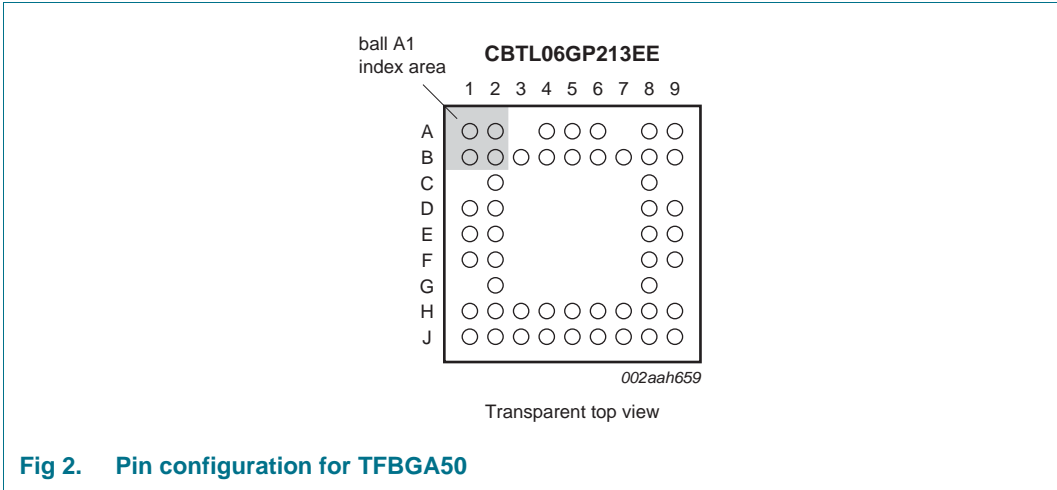 ball A1
index area
CBTL06GP213EE
1 2 3 4 5 6 7 8 9
A
B
C
D
E
F
G
H
J
002aah659
Transparent top view
Fig 2. Pin configuration for TFBGA50